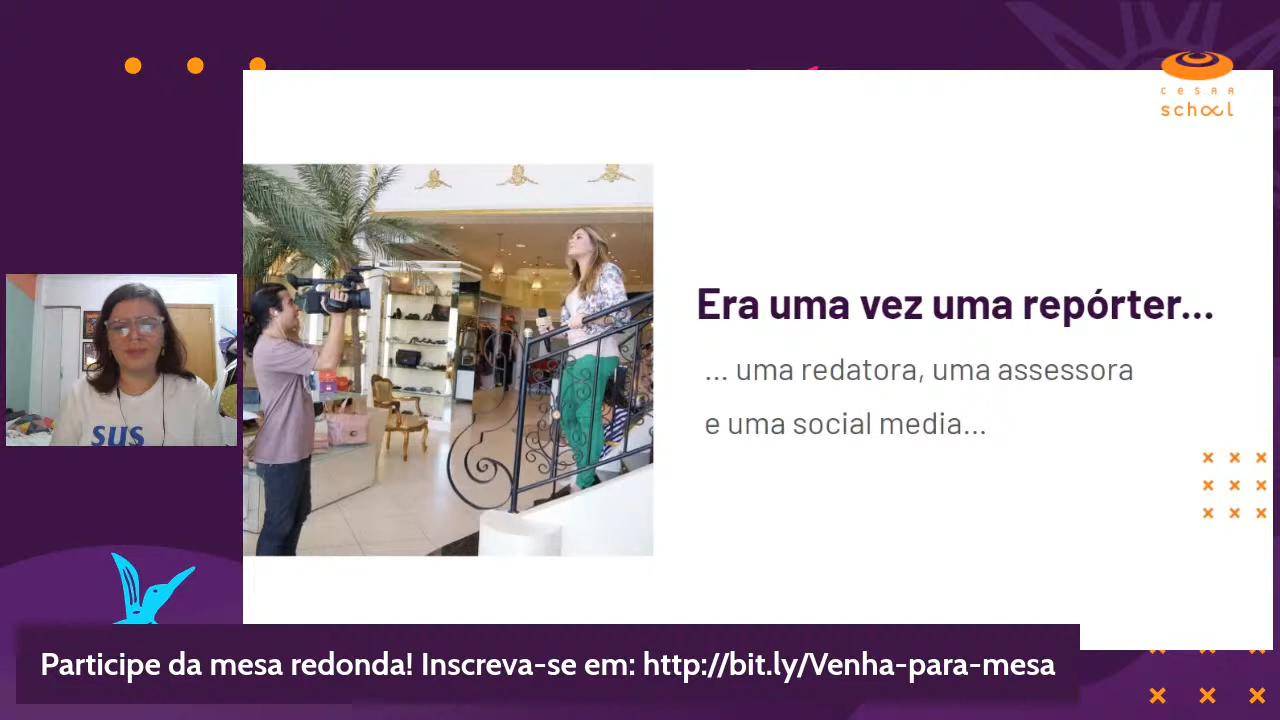 CESAR
school
Era uma vez uma repórter...
... uma redatora, uma assessora
e uma social media...
SUS
Participe da mesa redonda! Inscreva-se em: http://bit.ly/Venha-para-mesa